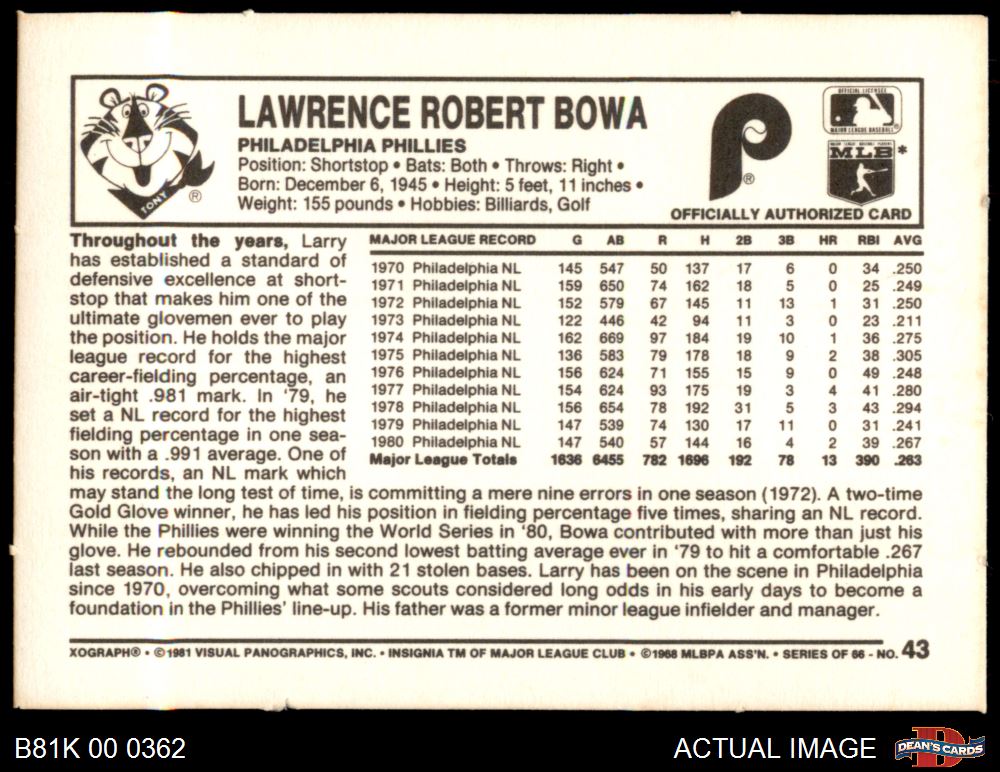 LAWRENCE ROBERT BOWA
PHILADELPHIA PHILLIES
Position: Shortstop • Bats: Both • Throws: Right •
Born: December 6, 1945 • Height: 5 feet, 11 inches •
Weight: 155 pounds • Hobbies: Billiards, Golf
TONY ®
P ®
OFFICIAL LICENSEE
MAJOR LEAGUE BASEBALL ®
MAJOR LEAGUE BASEBALL PLAYERS
MLB *
OFFICIALLY AUTHORIZED CARD
Throughout the years, Larry
has established a standard of
defensive excellence at short-
stop that makes him one of the
ultimate glovemen ever to play
the position. He holds the major
league record for the highest
career-fielding percentage, an
air-tight .981 mark. In '79, he
set a NL record for the highest
fielding percentage in one sea-
son with a .991 average. One of
his records, an NL mark which
MAJOR LEAGUE RECORD G AB R H 2B 3B HR RBI AVG
1970 Philadelphia NL 145 547 50 137 17 6 0 34 .250
1971 Philadelphia NL 159 650 74 162 18 5 0 25 .249
1972 Philadelphia NL 152 579 67 145 11 13 1 31 .250
1973 Philadelphia NL 122 446 42 94 11 3 0 23 .211
1974 Philadelphia NL 162 669 97 184 19 10 1 36 .275
1975 Philadelphia NL 136 583 79 178 18 9 2 38 .305
1976 Philadelphia NL 156 624 71 155 15 9 0 49 .248
1977 Philadelphia NL 154 624 93 175 19 3 4 41 .280
1978 Philadelphia NL 156 654 78 192 31 5 3 43 .294
1979 Philadelphia NL 147 539 74 130 17 11 0 31 .241
1980 Philadelphia NL 147 540 57 144 16 4 2 39 .267
Major League Totals 1636 6455 782 1696 192 78 13 390 .263
may stand the long test of time, is committing a mere nine errors in one season (1972). A two-time
Gold Glove winner, he has led his position in fielding percentage five times, sharing an NL record.
While the Phillies were winning the World Series in '80, Bowa contributed with more than just his
glove. He rebounded from his second lowest batting average ever in '79 to hit a comfortable .267
last season. He also chipped in with 21 stolen bases. Larry has been on the scene in Philadelphia
since 1970, overcoming what some scouts considered long odds in his early days to become a
foundation in the Phillies' line-up. His father was a former minor league infielder and manager.
XOGRAPH® • ©1981 VISUAL PANOGRAPHICS, INC. • INSIGNIA TM OF MAJOR LEAGUE CLUB • ©1968 MLBPA ASS'N. • SERIES OF 66 - NO. 43
B81K 00 0362
ACTUAL IMAGE
D
DEAN'S CARDS